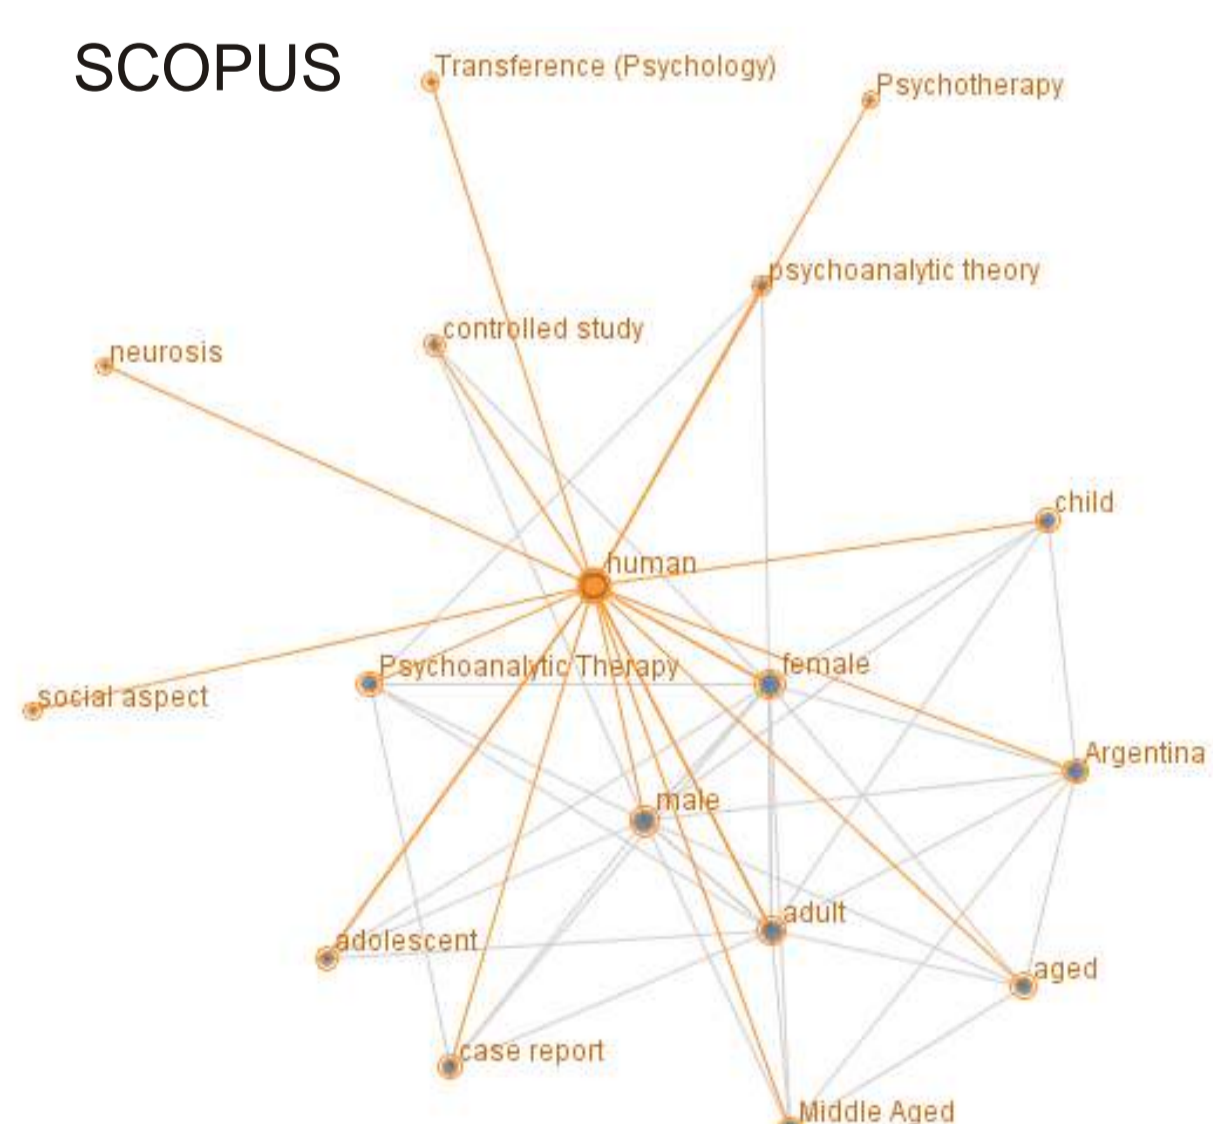 SCOPUS
Transference (Psychology)
Psychotherapy
psychoanalytic theory
controlled study
neurosis
child
human
Psychoanalytic Therapy
female
social aspect
Argentina
male
adult
adolescent
aged
case report
Middle Aged